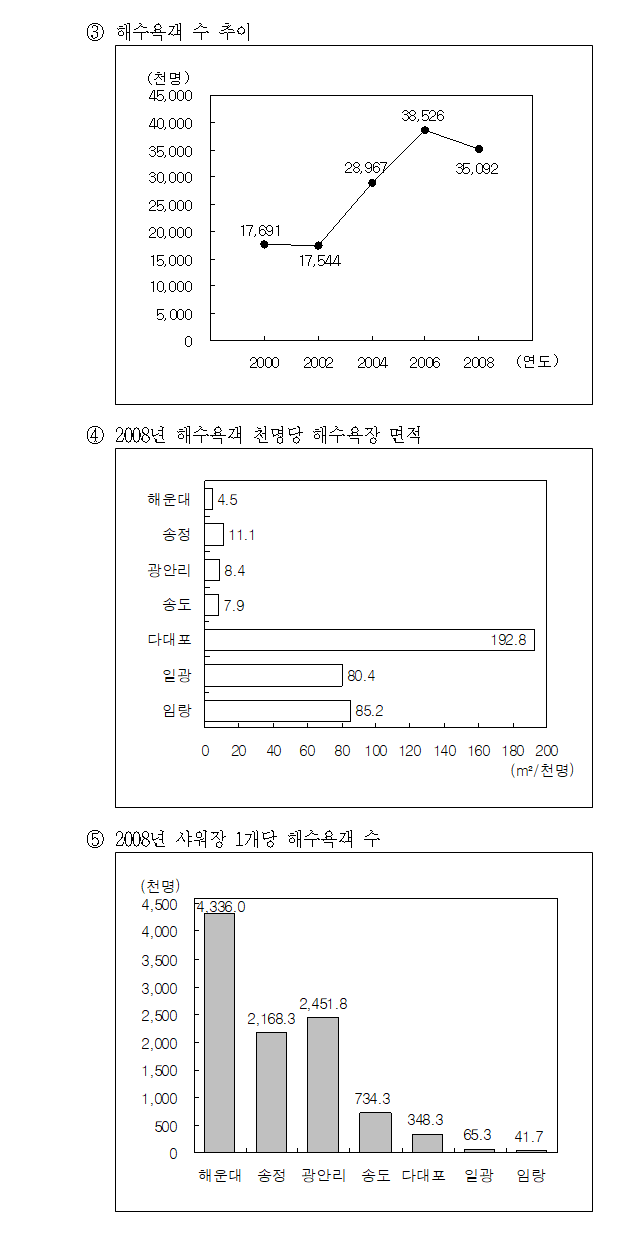 ③ 해수욕객 수 추이
(천명)
45,000
40,000
35,000
30,000
25,000
20,000
15,000
10,000
5,000
0
17,691
17,544
28,967
38,526
35,092
2000 2002 2004 2006 2008 (연도)
④ 2008년 해수욕객 천명당 해수욕장 면적
해운대 4.5
송정 11.1
광안리 8.4
송도 7.9
다대포 192.8
일광 80.4
임랑 85.2
0 20 40 60 80 100 120 140 160 180 200
(m²/천명)
⑤ 2008년 샤워장 1개당 해수욕객 수
(천명)
4,500
4,000
3,500
3,000
2,500
2,000
1,500
1,000
500
0
4,336.0
2,168.3
2,451.8
734.3
348.3
65.3
41.7
해운대 송정 광안리 송도 다대포 일광 임랑